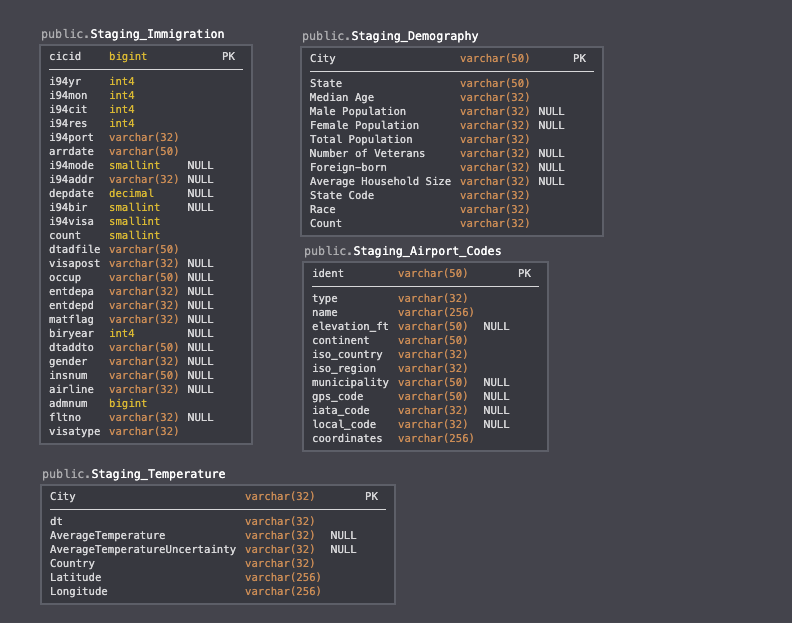 public.Staging_Immigration
cicid bigint PK
i94yr int4
i94mon int4
i94cit int4
i94res int4
i94port varchar(32)
arrdate varchar(50)
i94mode smallint NULL
i94addr varchar(32) NULL
depdate decimal NULL
i94bir smallint NULL
i94visa smallint
count smallint
dtadfile varchar(50)
visapost varchar(32) NULL
occup varchar(50) NULL
entdepa varchar(32) NULL
entdepd varchar(32) NULL
matflag varchar(32) NULL
biryear int4 NULL
dtaddto varchar(50) NULL
gender varchar(32) NULL
insnum varchar(50) NULL
airline varchar(32) NULL
admnum bigint
fltno varchar(32) NULL
visatype varchar(32)
public.Staging_Demography
City varchar(50) PK
State varchar(50)
Median Age varchar(32)
Male Population varchar(32) NULL
Female Population varchar(32) NULL
Total Population varchar(32)
Number of Veterans varchar(32) NULL
Foreign-born varchar(32) NULL
Average Household Size varchar(32) NULL
State Code varchar(32)
Race varchar(32)
Count varchar(32)
public.Staging_Airport_Codes
ident varchar(50) PK
type varchar(32)
name varchar(256)
elevation_ft varchar(50) NULL
continent varchar(50)
iso_country varchar(32)
iso_region varchar(32)
municipality varchar(50) NULL
gps_code varchar(50) NULL
iata_code varchar(32) NULL
local_code varchar(32) NULL
coordinates varchar(256)
public.Staging_Temperature
City varchar(32) PK
dt varchar(32)
AverageTemperature varchar(32) NULL
AverageTemperatureUncertainty varchar(32) NULL
Country varchar(32)
Latitude varchar(256)
Longitude varchar(256)